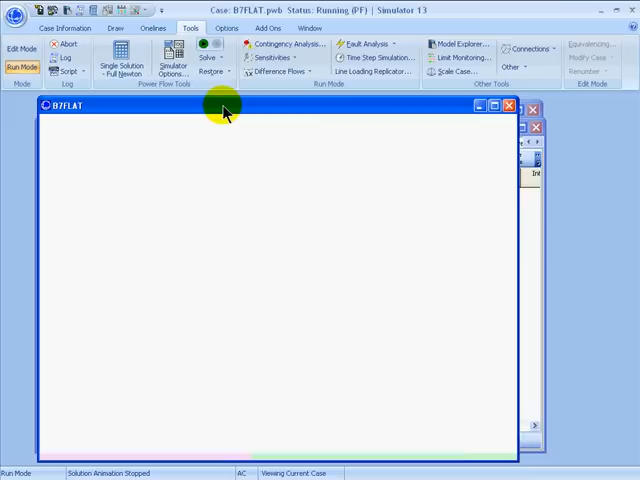 Case: B7FLAT.pwb Status: Running (PF) | Simulator 13
Case Information Draw Onelines Tools Options Add Ons Window
Edit Mode
Run Mode
Mode
Abort
Log
Script
Log
Single Solution - Full Newton
Simulator Options...
Solve
Restore
Power Flow Tools
Contingency Analysis...
Sensitivities
Difference Flows
Fault Analysis
Time Step Simulation...
Line Loading Replicator...
Run Mode
Model Explorer...
Limit Monitoring...
Scale Case...
Connections
Other
Other Tools
Equivalencing...
Modify Case
Renumber
Edit Mode
B7FLAT
Int
Run Mode Solution Animation Stopped AC Viewing Current Case